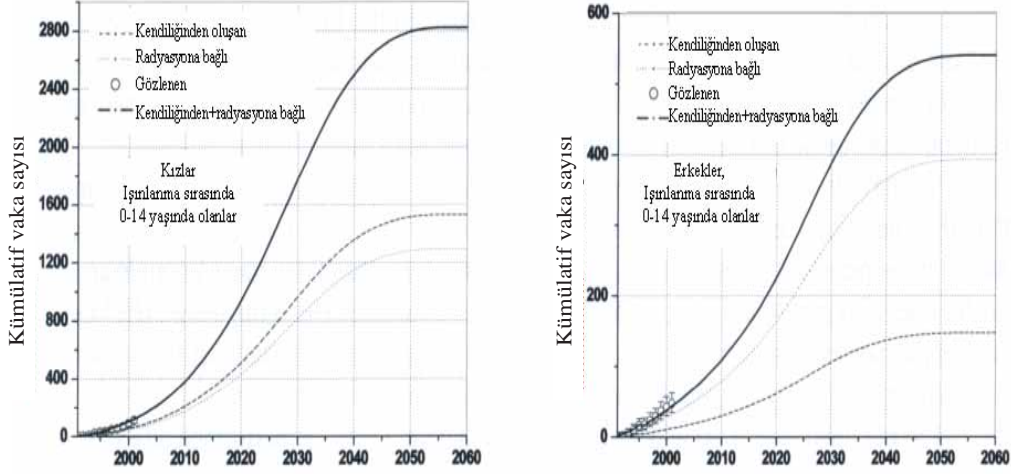 Kümülatif vaka sayısı
2800
2400
2000
1600
1200
800
400
0
Kendiliğinden oluşan
Radyasyona bağlı
Gözlenen
Kendiliğinden+radyasyona bağlı
Kızlar
Işınlanma sırasında
0-14 yaşında olanlar
2000 2010 2020 2030 2040 2050 2060
Kümülatif vaka sayısı
600
400
200
0
Kendiliğinden oluşan
Radyasyona bağlı
Gözlenen
Kendiliğinden+radyasyona bağlı
Erkekler,
Işınlanma sırasında
0-14 yaşında olanlar
2000 2010 2020 2030 2040 2050 2060